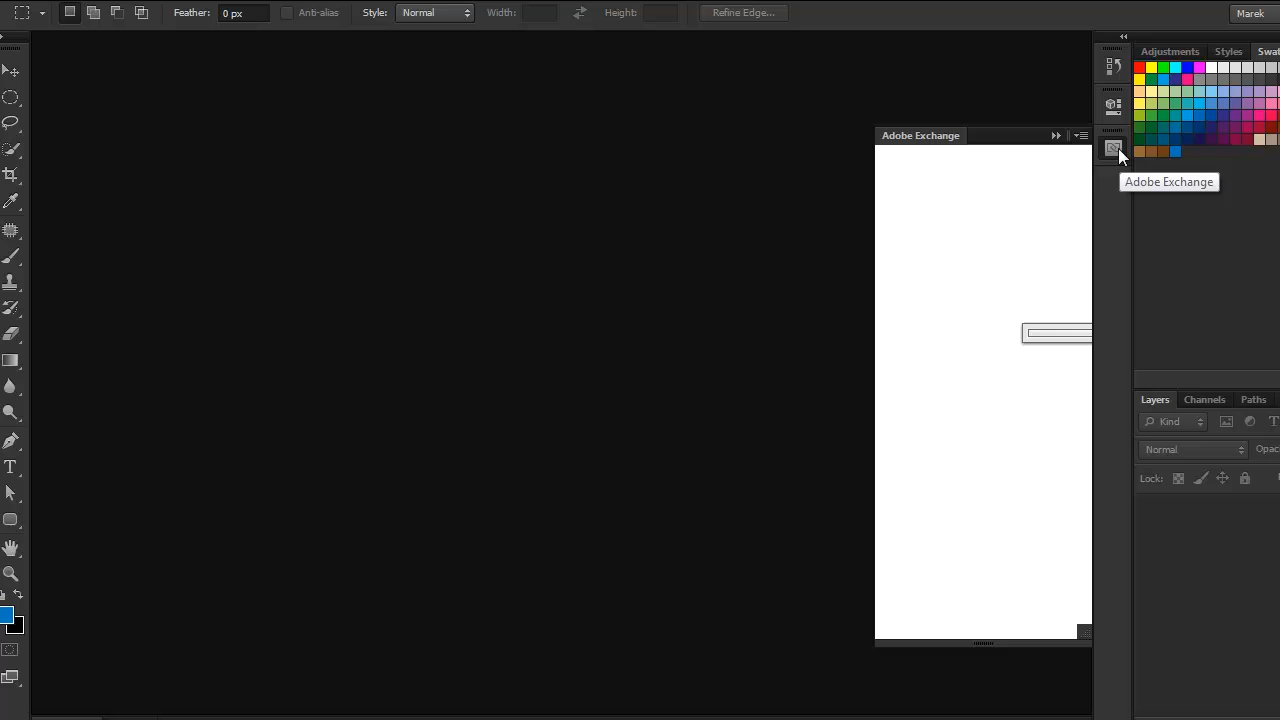 Feather: 0 px Anti-alias Style: Normal Width: Height: Refine Edge... Marek
Adjustments Styles Swat
Adobe Exchange
Adobe Exchange
Layers Channels Paths
Kind T
Normal Opac
Lock:
T